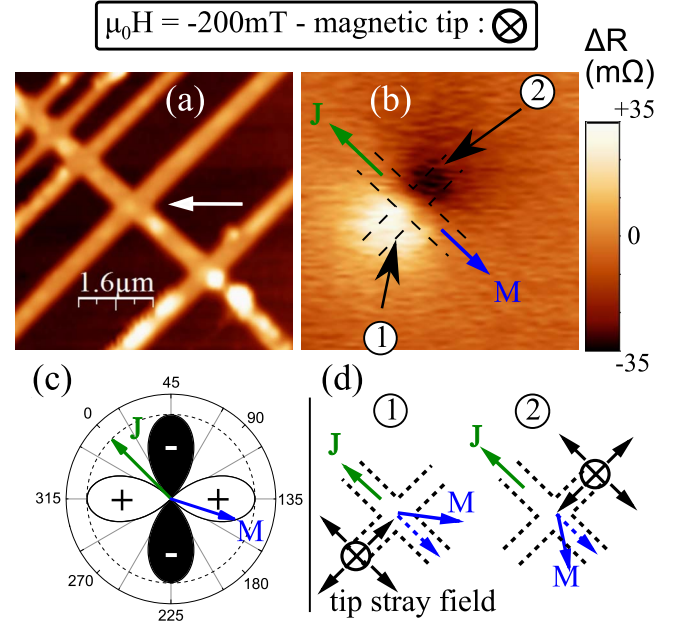 μ₀H = -200mT - magnetic tip : ⊗
ΔR
(mΩ)
+35
0
-35
(a)
1.6μm
(b)
J
M
1
2
(c)
45
0
90
315
135
270
180
225
J
M
-
+
+
-
(d)
1
2
J
M
J
M
tip stray field